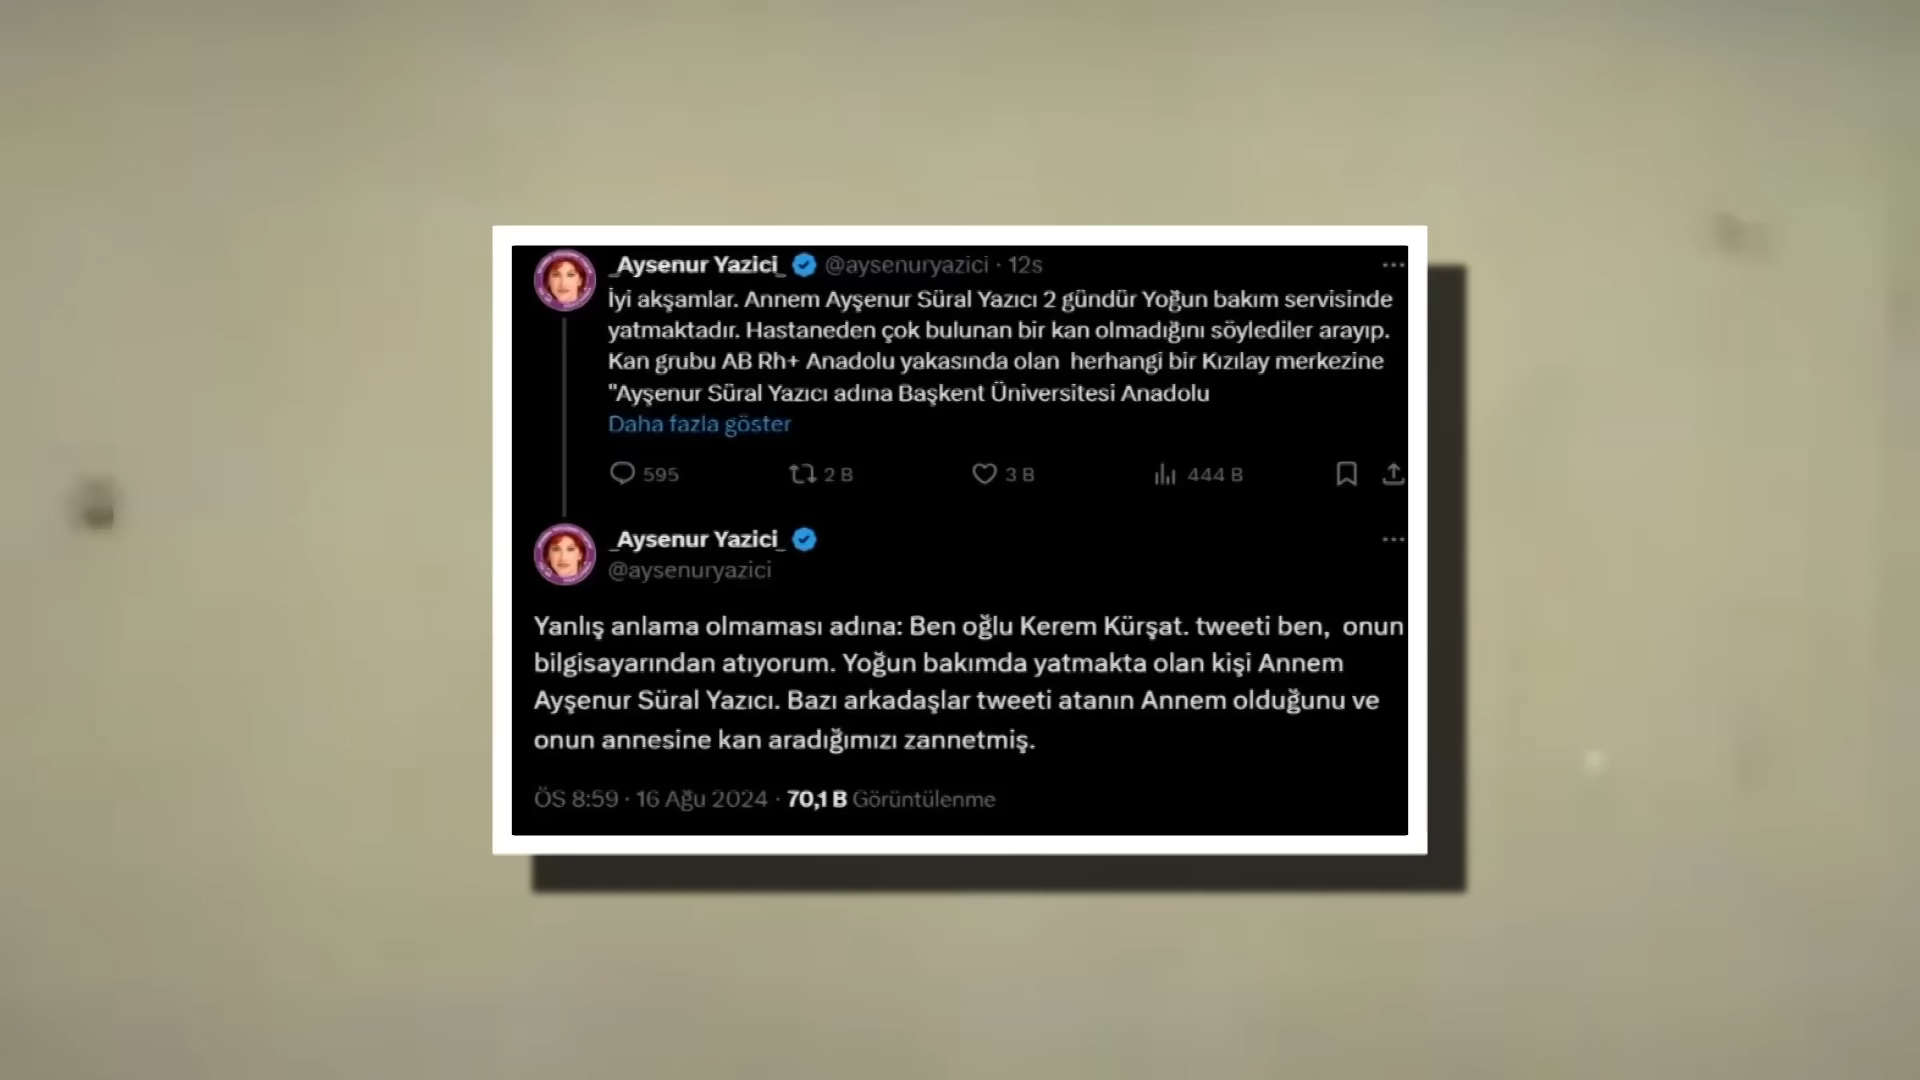 _Aysenur Yazici_ @aysenuryazici · 12s
İyi akşamlar. Annem Ayşenur Süral Yazıcı 2 gündür Yoğun bakım servisinde
yatmaktadır. Hastaneden çok bulunan bir kan olmadığını söylediler arayıp.
Kan grubu AB Rh+ Anadolu yakasında olan  herhangi bir Kızılay merkezine
"Ayşenur Süral Yazıcı adına Başkent Üniversitesi Anadolu
Daha fazla göster
595 2 B 3 B 444 B
_Aysenur Yazici_
@aysenuryazici
Yanlış anlama olmaması adına: Ben oğlu Kerem Kürşat. tweeti ben,  onun
bilgisayarından atıyorum. Yoğun bakımda yatmakta olan kişi Annem
Ayşenur Süral Yazıcı. Bazı arkadaşlar tweeti atanın Annem olduğunu ve
onun annesine kan aradığımızı zannetmiş.
ÖS 8:59 · 16 Ağu 2024 · 70,1 B Görüntülenme